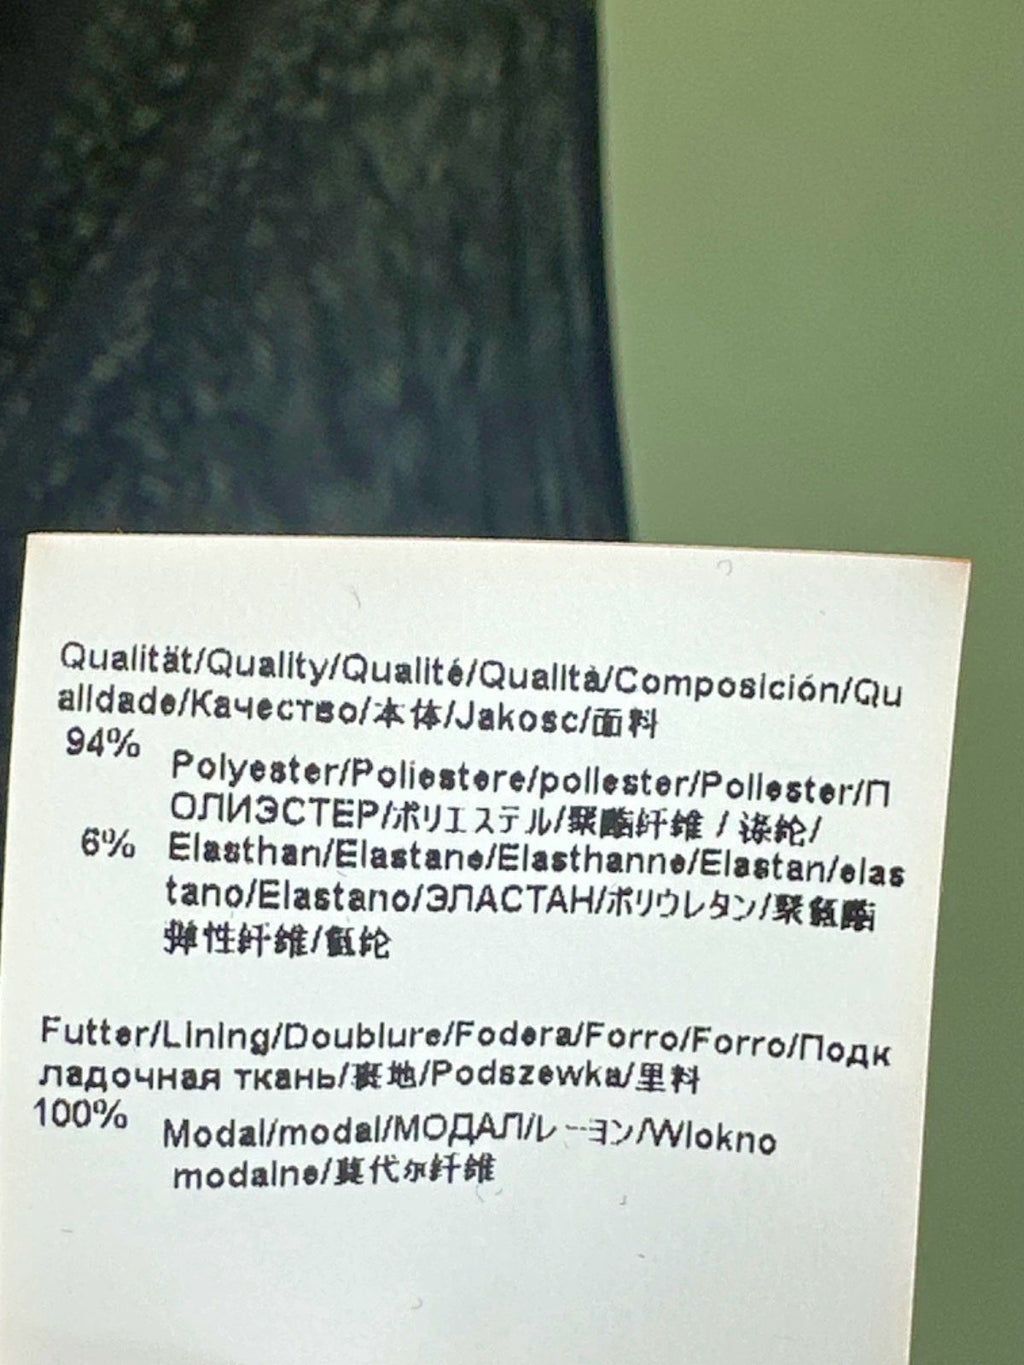 Qualität/Quality/Qualité/Qualità/Composición/Qu
alidade/Качество/本体/Jakosc/面料
94% Polyester/Poliestere/poliester/Poliester/П
ОЛИЭСТЕР/ポリエステル/聚酯纤维 / 涤纶/
6% Elasthan/Elastane/Elasthanne/Elastan/elas
tano/Elastano/ЭЛАСТАН/ポリウレタン/聚氨酯
弹性纤维/氨纶
Futter/Lining/Doublure/Fodera/Forro/Forro/Подк
ладочная ткань/裏地/Podszewka/里料
100% Modal/modal/МОДАЛ/レーヨン/Wlokno
modalne/莫代尔纤维